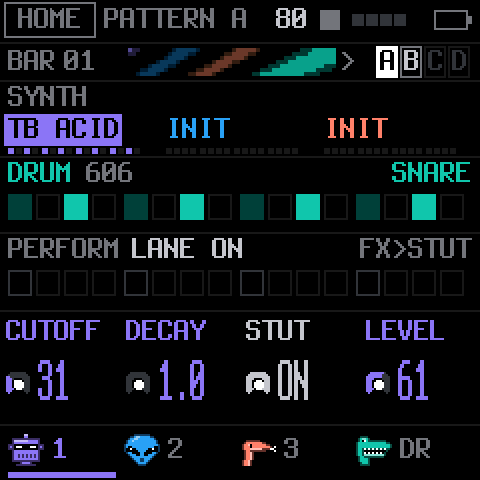 HOME PATTERN A 80
BAR 01 > A B C D
SYNTH
TB ACID INIT INIT
DRUM 606 SNARE
PERFORM LANE ON FX>STUT
CUTOFF DECAY STUT LEVEL
31 1.0 ON 61
1 2 3 DR